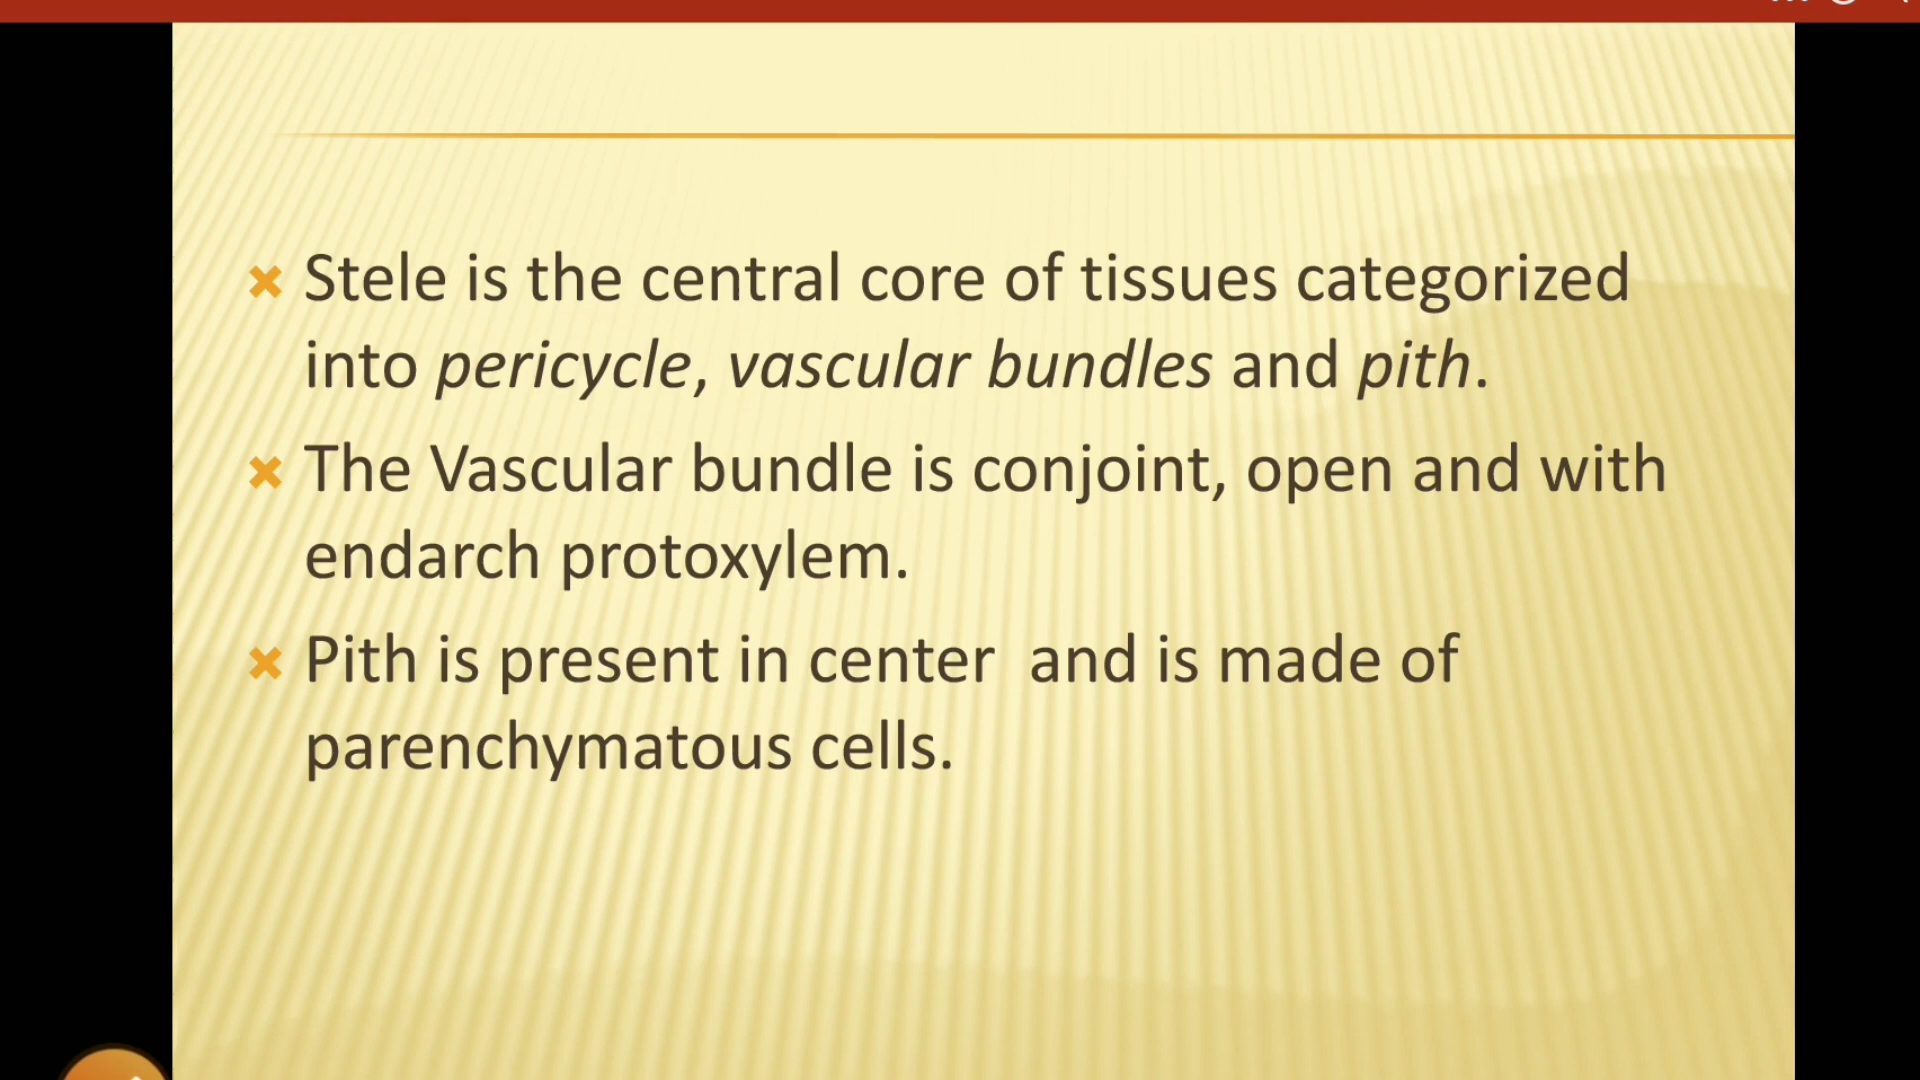 Stele is the central core of tissues categorized
into pericycle, vascular bundles and pith.
The Vascular bundle is conjoint, open and with
endarch protoxylem.
Pith is present in center  and is made of
parenchymatous cells.